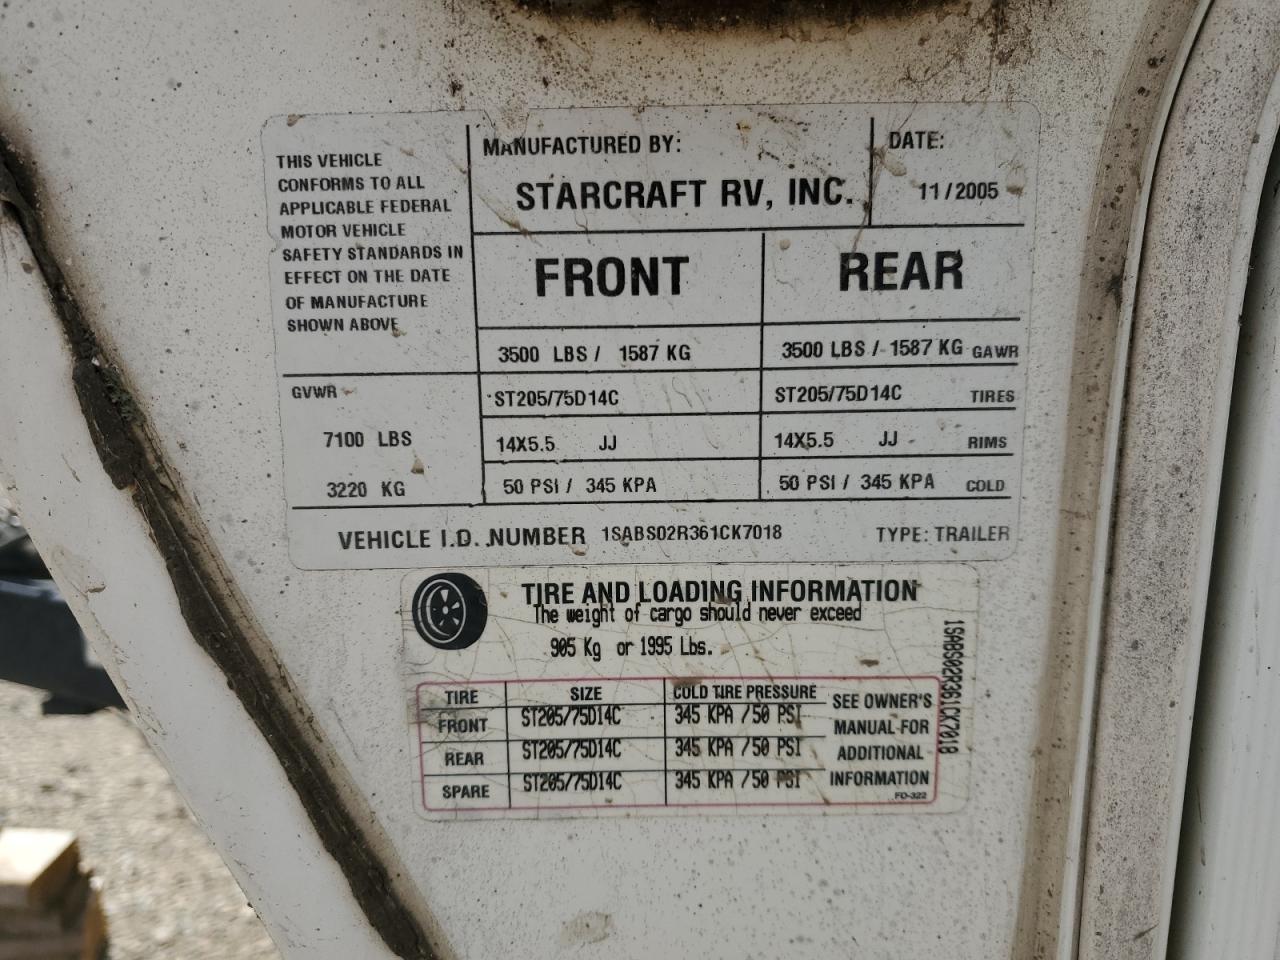 THIS VEHICLE
CONFORMS TO ALL
APPLICABLE FEDERAL
MOTOR VEHICLE
SAFETY STANDARDS IN
EFFECT ON THE DATE
OF MANUFACTURE
SHOWN ABOVE
MANUFACTURED BY:
STARCRAFT RV, INC.
DATE:
11/2005
FRONT REAR
3500 LBS / 1587 KG 3500 LBS / 1587 KG GAWR
GVWR ST205/75D14C ST205/75D14C TIRES
7100 LBS 14X5.5 JJ 14X5.5 JJ RIMS
3220 KG 50 PSI / 345 KPA 50 PSI / 345 KPA COLD
VEHICLE I.D. NUMBER 1SABS02R361CK7018 TYPE: TRAILER
TIRE AND LOADING INFORMATION
The weight of cargo should never exceed
905 Kg or 1995 Lbs.
TIRE SIZE COLD TIRE PRESSURE
FRONT ST205/75D14C 345 KPA / 50 PSI
REAR ST205/75D14C 345 KPA / 50 PSI
SPARE ST205/75D14C 345 KPA / 50 PSI
SEE OWNER'S
MANUAL FOR
ADDITIONAL
INFORMATION
FD-322
1SABS02R361CK7018